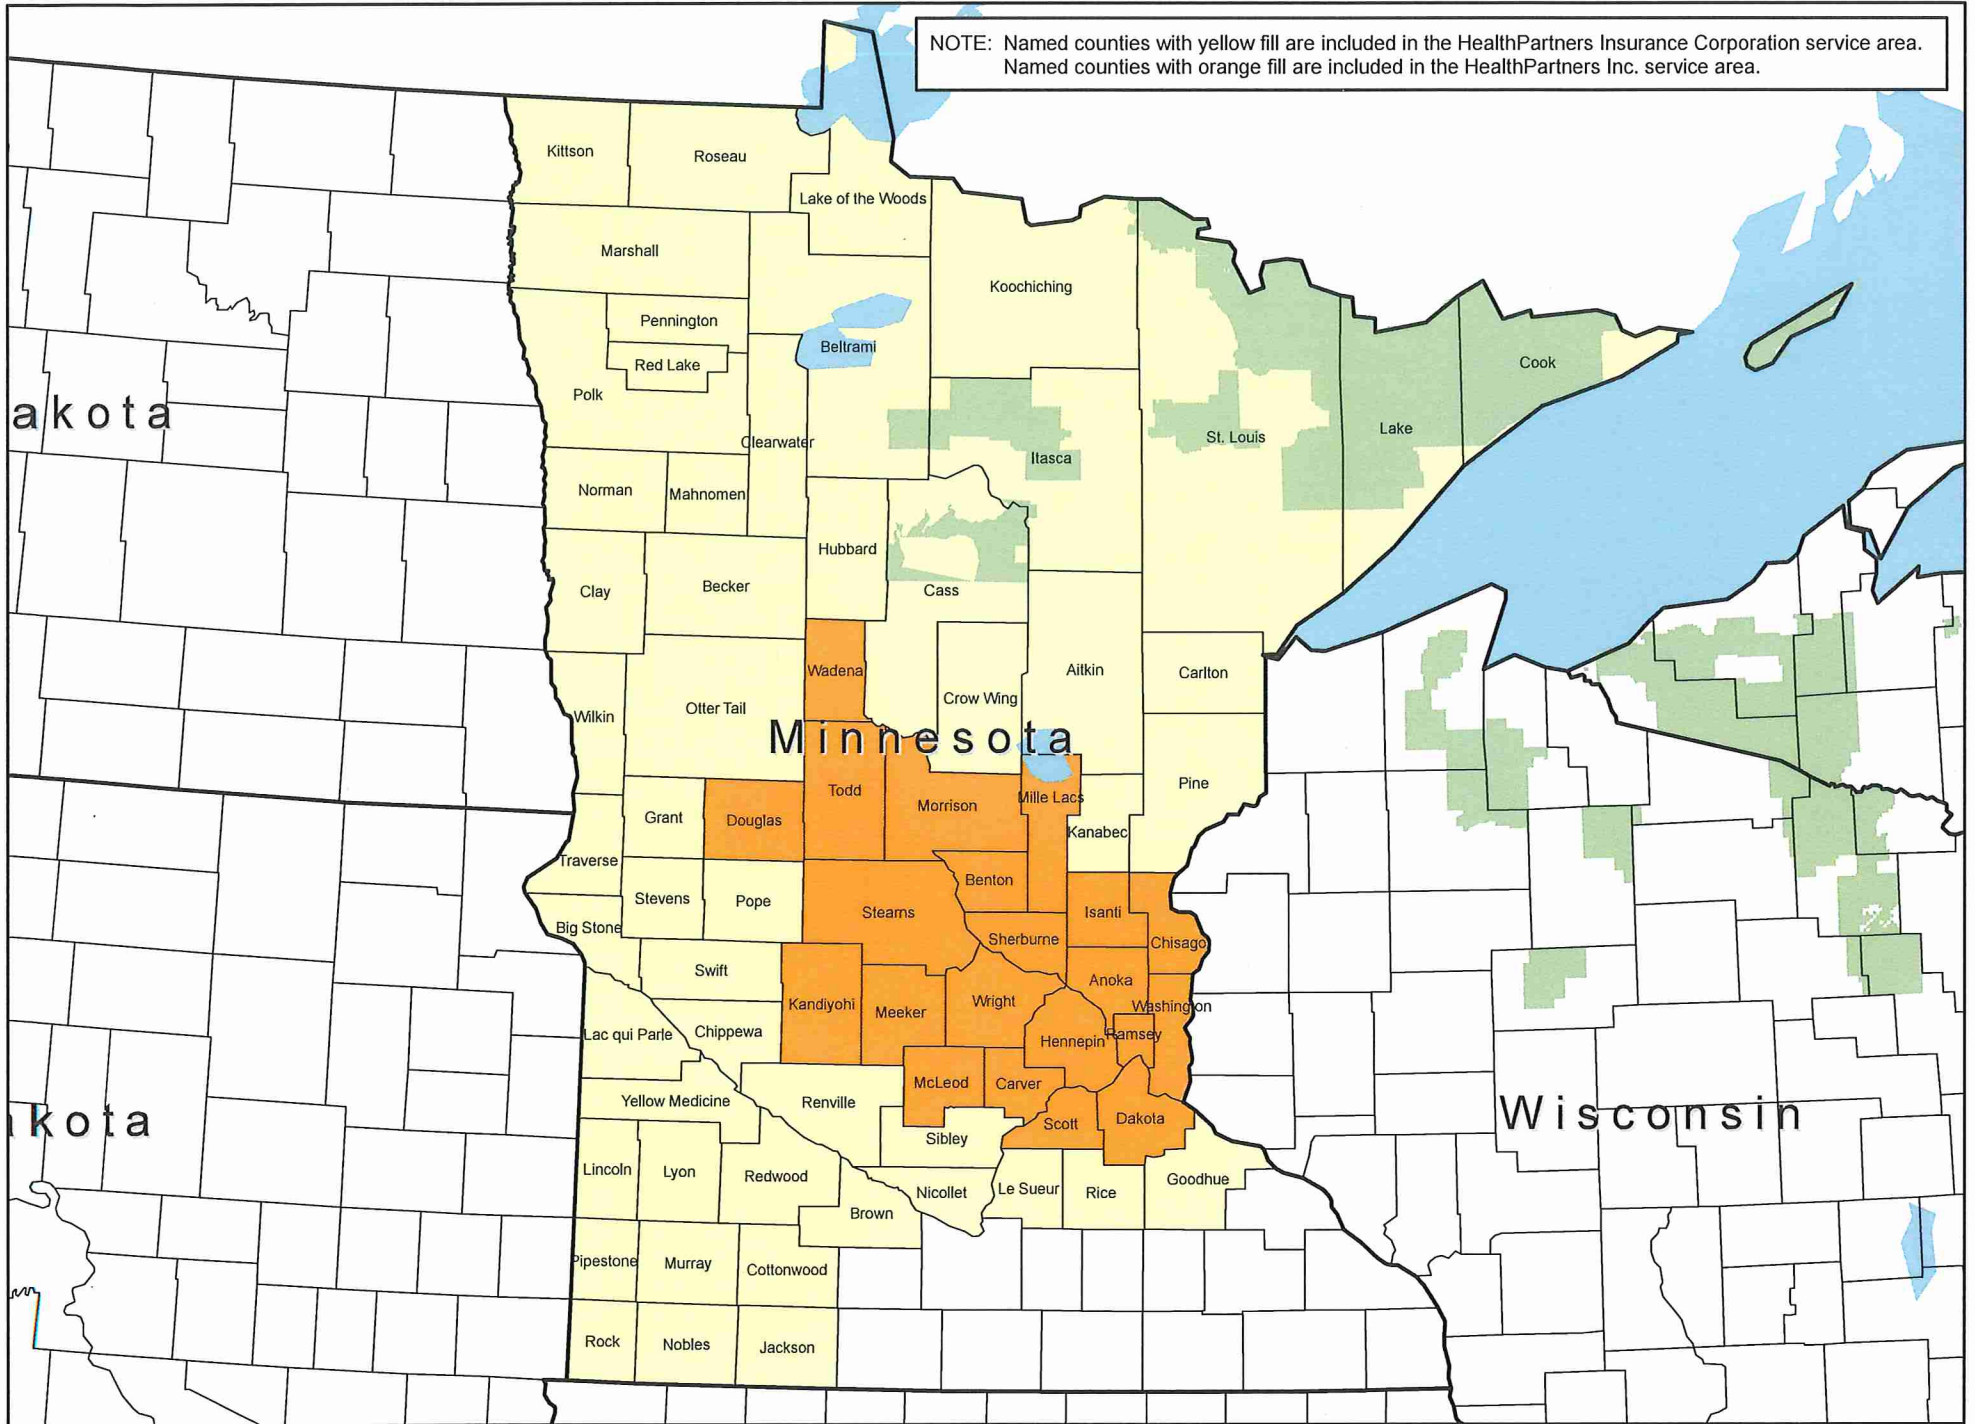 NOTE: Named counties with yellow fill are included in the HealthPartners Insurance Corporation service area.
Named counties with orange fill are included in the HealthPartners Inc. service area.
Kittson
Roseau
Lake of the Woods
Marshall
Koochiching
Pennington
Beltrami
Red Lake
Cook
Polk
akota
Lake
St. Louis
Clearwater
Itasca
Norman
Mahnomen
Hubbard
Becker
Clay
Cass
Wadena
Aitkin
Carlton
Crow Wing
Otter Tail
Wilkin
Minnesota
Pine
Todd
Mille Lacs
Morrison
Grant
Douglas
Kanabec
Traverse
Benton
Stevens
Pope
Stearns
Isanti
Big Stone
Sherburne
Chisago
Swift
Anoka
Kandiyohi
Wright
Washington
Meeker
Lac qui Parle
Chippewa
Ramsey
Hennepin
McLeod
Carver
Yellow Medicine
Renville
Wisconsin
kota
Dakota
Scott
Sibley
Lincoln
Lyon
Redwood
Goodhue
Le Sueur
Nicollet
Rice
Brown
Pipestone
Murray
Cottonwood
Rock
Nobles
Jackson